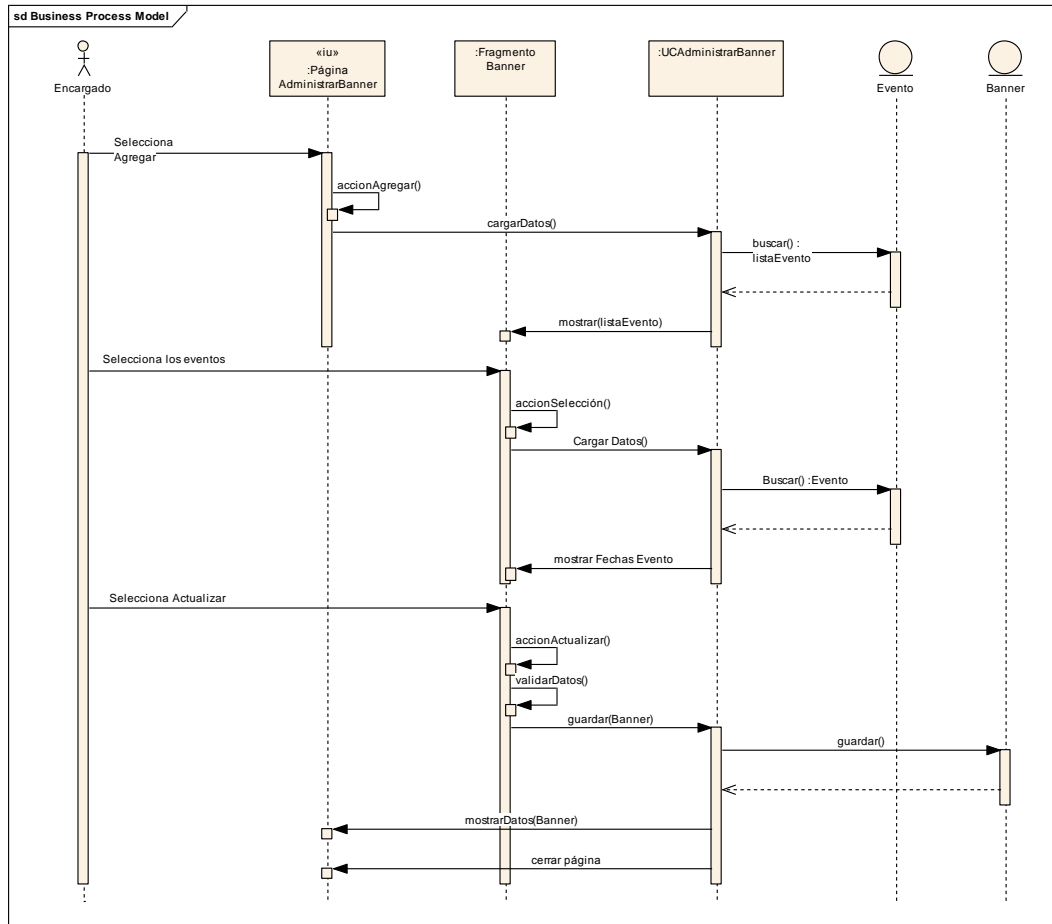 sd Business Process Model
Encargado
«iu»
:Página
AdministrarBanner
:Fragmento
Banner
:UCAdministrarBanner
Evento
Banner
Selecciona
Agregar
accionAgregar()
cargarDatos()
buscar() :
listaEvento
mostrar(listaEvento)
Selecciona los eventos
accionSelección()
Cargar Datos()
Buscar() :Evento
mostrar Fechas Evento
Selecciona Actualizar
accionActualizar()
validarDatos()
guardar(Banner)
guardar()
mostrarDatos(Banner)
cerrar página